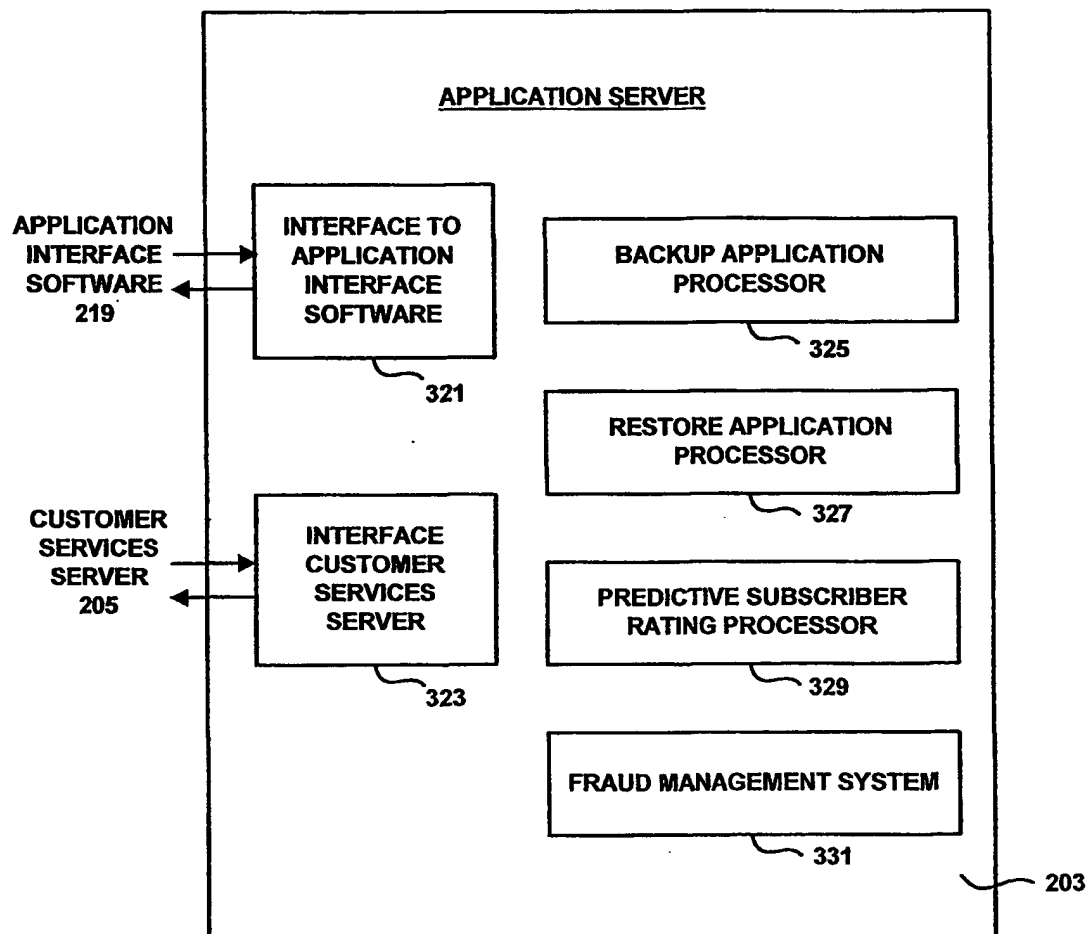 APPLICATION SERVER
APPLICATION
INTERFACE
SOFTWARE
219
INTERFACE TO
APPLICATION
INTERFACE
SOFTWARE
321
BACKUP APPLICATION
PROCESSOR
325
RESTORE APPLICATION
PROCESSOR
327
CUSTOMER
SERVICES
SERVER
205
INTERFACE
CUSTOMER
SERVICES
SERVER
323
PREDICTIVE SUBSCRIBER
RATING PROCESSOR
329
FRAUD MANAGEMENT SYSTEM
331
203